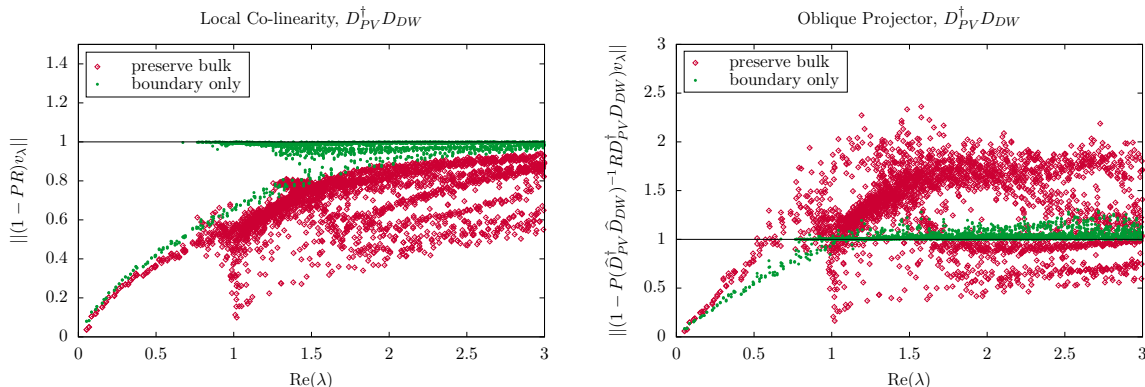 Local Co-linearity, $D_{PV}^{\dagger} D_{DW}$
preserve bulk
boundary only
$||(1 - PR)v_{\lambda}||$
1.4
1.2
1
0.8
0.6
0.4
0.2
0
0 0.5 1 1.5 2 2.5 3
Re(λ)
Oblique Projector, $D_{PV}^{\dagger} D_{DW}$
preserve bulk
boundary only
$||(1 - P(\hat{D}_{PV}^{\dagger} \hat{D}_{DW})^{-1} R D_{PV}^{\dagger} D_{DW})v_{\lambda}||$
3
2.5
2
1.5
1
0.5
0
0 0.5 1 1.5 2 2.5 3
Re(λ)